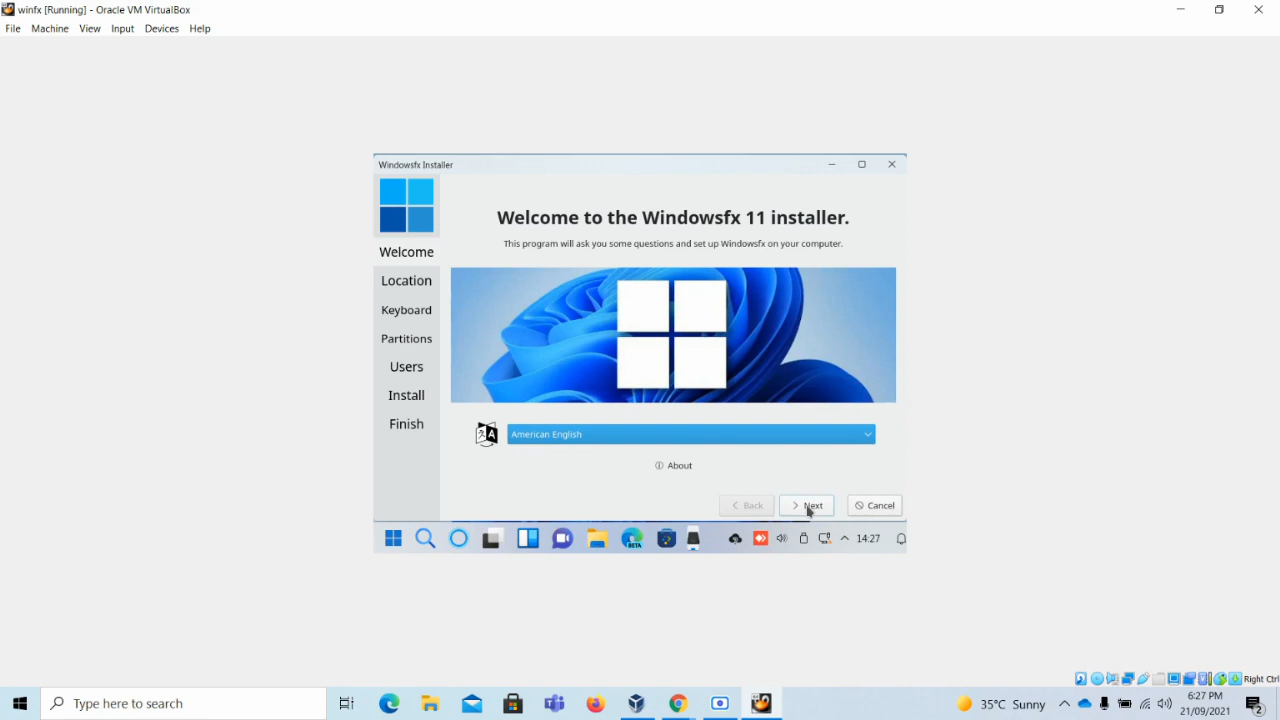 winfx [Running] - Oracle VM VirtualBox
File Machine View Input Devices Help
Windowsfx Installer
Welcome to the Windowsfx 11 installer.
This program will ask you some questions and set up Windowsfx on your computer.
Welcome
Location
Keyboard
Partitions
Users
Install
Finish
American English
About
Back Next Cancel
BETA
14:27
Right Ctrl
Type here to search
35°C Sunny
6:27 PM
21/09/2021
2